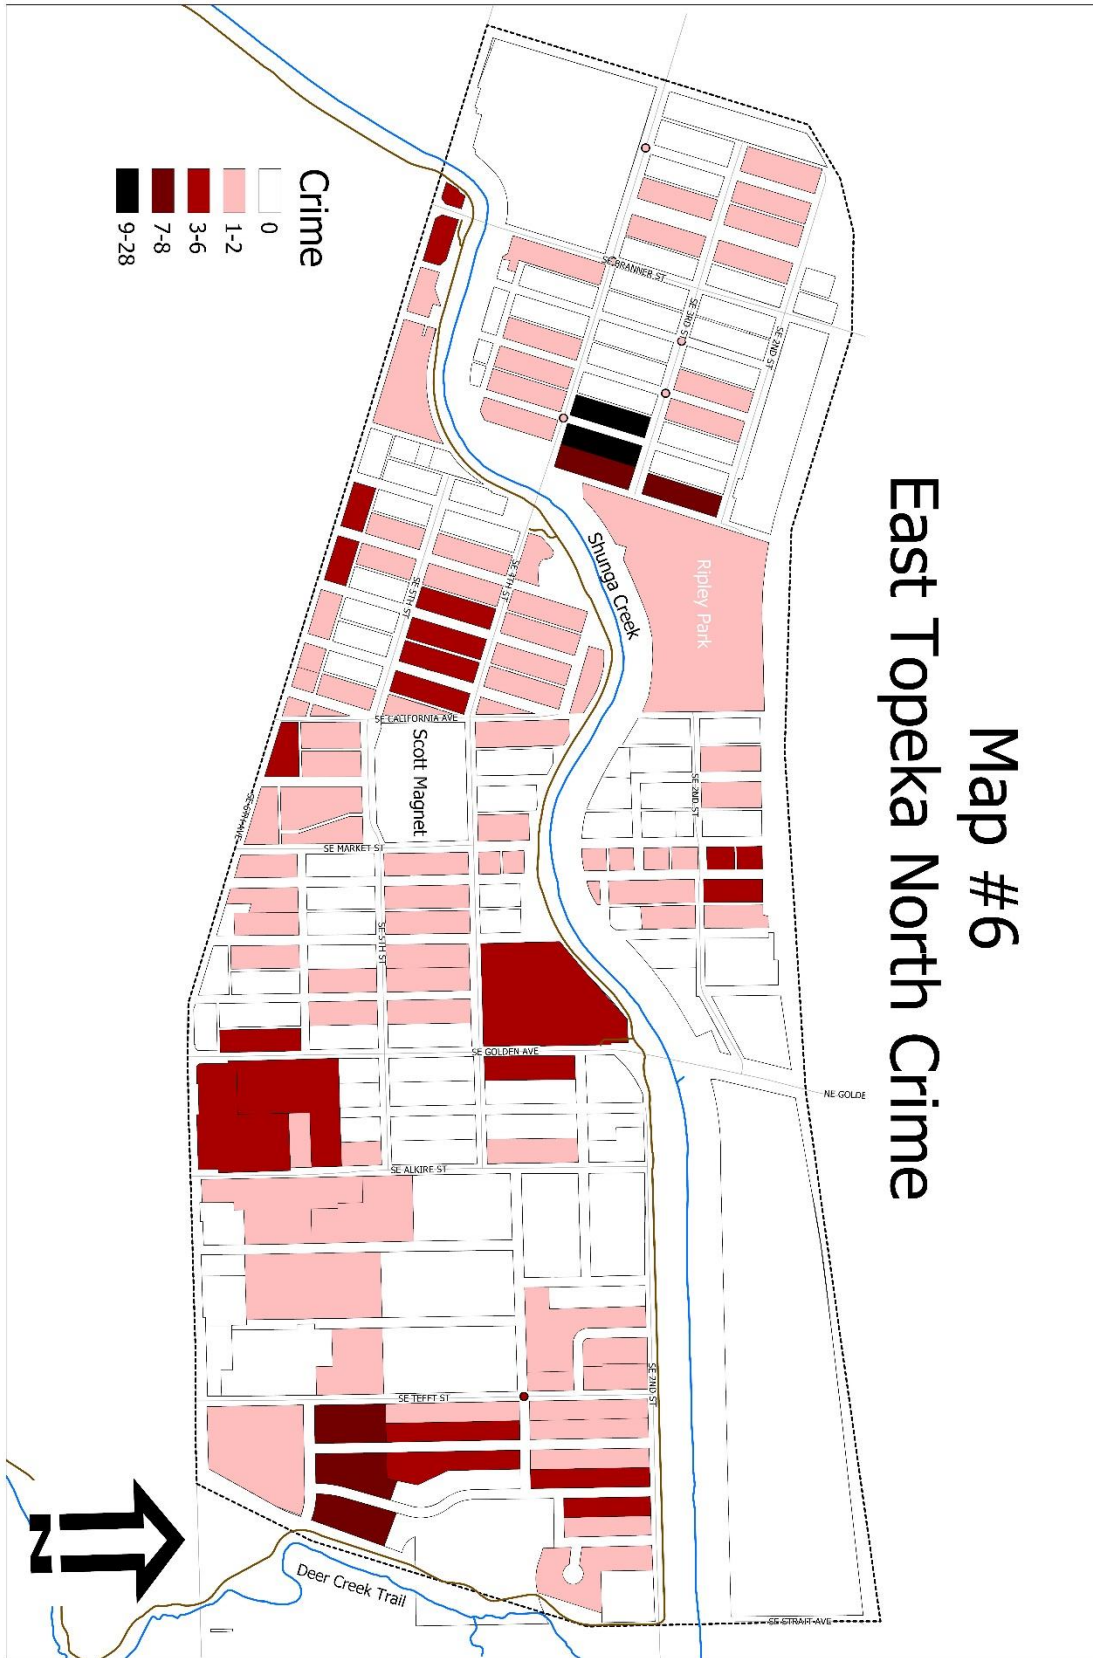 Map #6
East Topeka North Crime
Crime
0
1-2
3-6
7-8
9-28
SE BRANNER ST
SE 3RD S
SE 2ND ST
Ripley Park
Shunga Creek
SE 4TH ST
SE 5TH ST
SE CALIFORNIA AVE
Scott Magnet
SE 2ND ST
SE 6TH AVE
SE MARKET ST
SE 5TH ST
SE GOLDEN AVE
NE GOLDE
SE ALKIRE ST
SE 2ND ST
SE TEFFT ST
Deer Creek Trail
SE STRAIT AVE
N